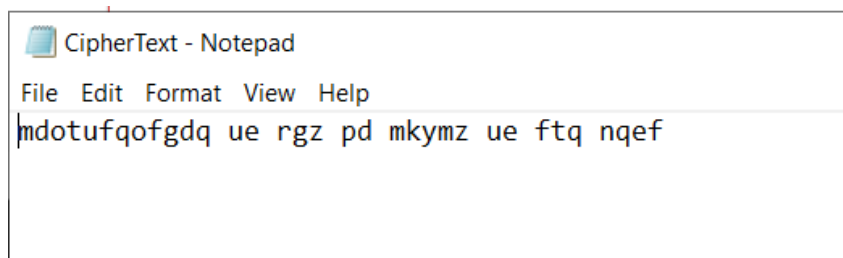 CipherText - Notepad
File Edit Format View Help
mdotufqofgdq ue rgz pd mkymz ue ftq nqef